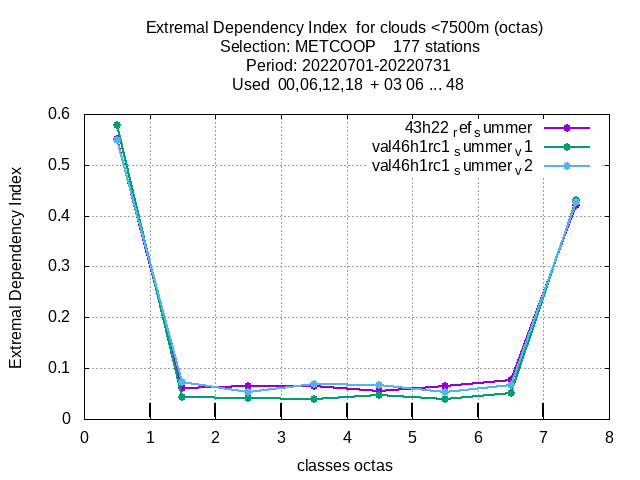 Extremal Dependency Index  for clouds <7500m (octas)
Selection: METCOOP    177 stations
Period: 20220701-20220731
Used  00,06,12,18  + 03 06 ... 48
43h22 ref summer
val46h1rc1 summer v1
val46h1rc1 summer v2
0.6
0.5
0.4
0.3
0.2
0.1
0
Extremal Dependency Index
0 1 2 3 4 5 6 7 8
classes octas